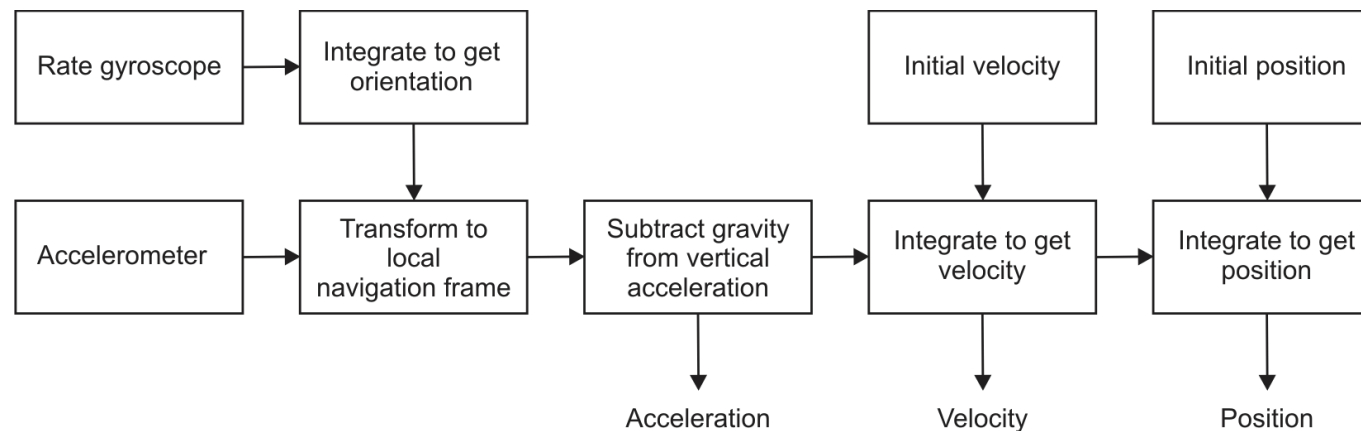 Rate gyroscope
Integrate to get
orientation
Initial velocity
Initial position
Accelerometer
Transform to
local
navigation frame
Subtract gravity
from vertical
acceleration
Integrate to get
velocity
Integrate to get
position
Acceleration
Velocity
Position